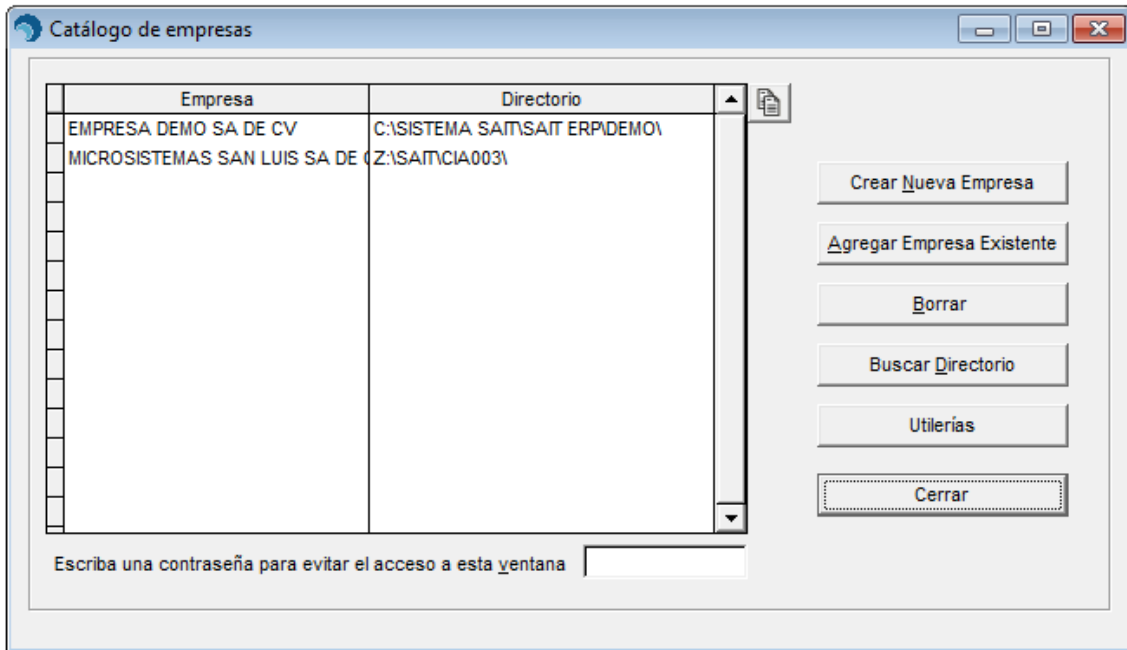 Catálogo de empresas
Empresa Directorio
EMPRESA DEMO SA DE CV C:\SISTEMA SAIT\SAIT ERP\DEMO\
MICROSISTEMAS SAN LUIS SA DE Z:\SAIT\CIA003\
Crear Nueva Empresa
Agregar Empresa Existente
Borrar
Buscar Directorio
Utilerías
Cerrar
Escriba una contraseña para evitar el acceso a esta ventana